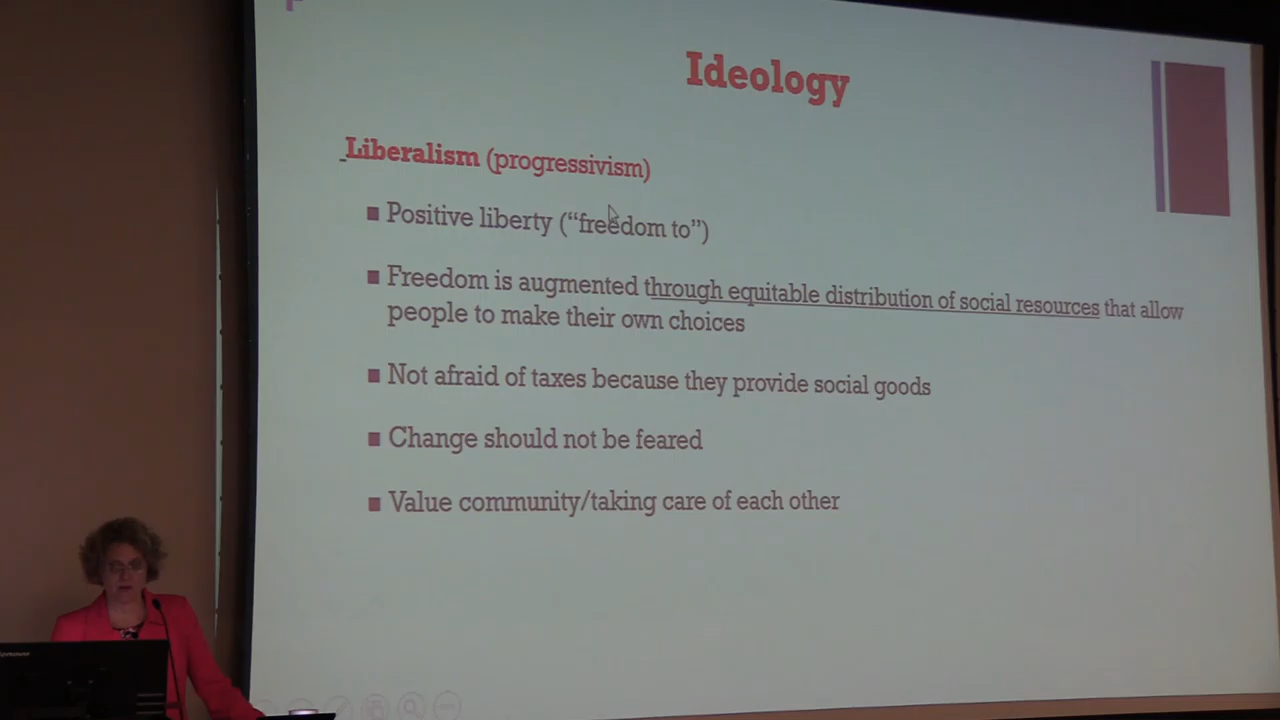 Ideology
Liberalism (progressivism)
Positive liberty (“freedom to”)
Freedom is augmented through equitable distribution of social resources that allow
people to make their own choices
Not afraid of taxes because they provide social goods
Change should not be feared
Value community/taking care of each other